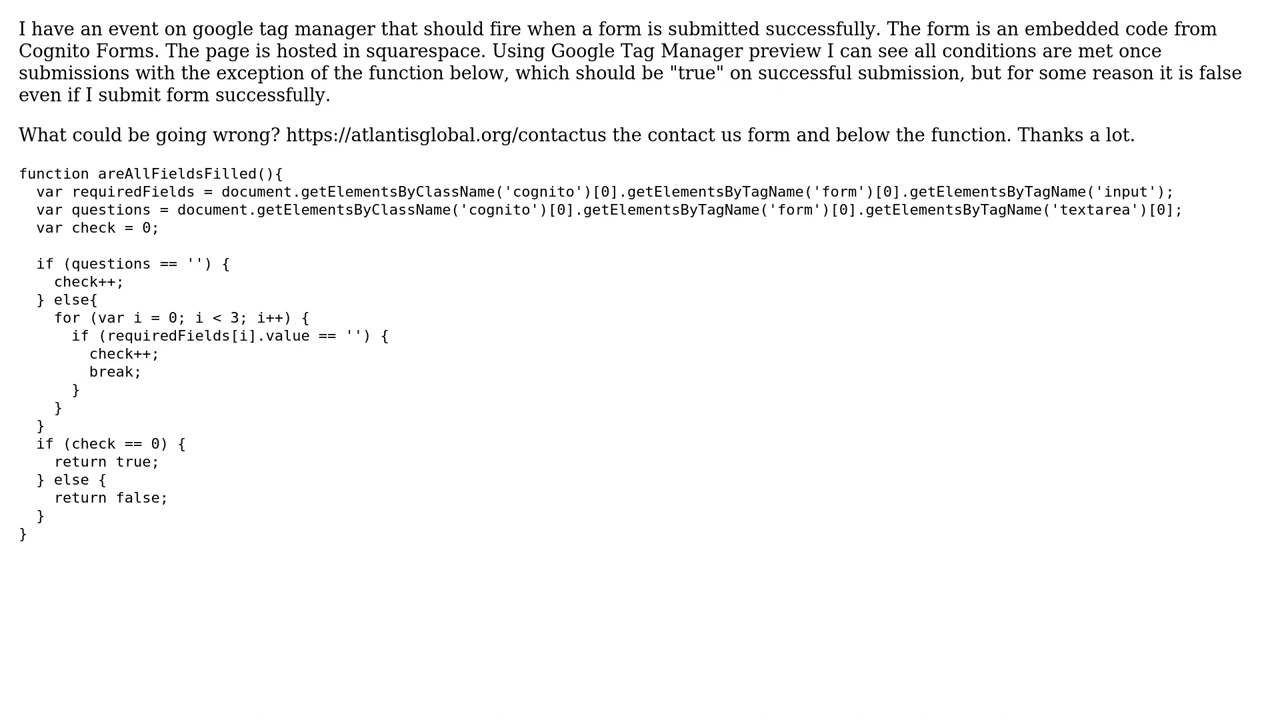 I have an event on google tag manager that should fire when a form is submitted successfully. The form is an embedded code from
Cognito Forms. The page is hosted in squarespace. Using Google Tag Manager preview I can see all conditions are met once
submissions with the exception of the function below, which should be "true" on successful submission, but for some reason it is false
even if I submit form successfully.
What could be going wrong? https://atlantisglobal.org/contactus the contact us form and below the function. Thanks a lot.
function areAllFieldsFilled(){
  var requiredFields = document.getElementsByClassName('cognito')[0].getElementsByTagName('form')[0].getElementsByTagName('input');
  var questions = document.getElementsByClassName('cognito')[0].getElementsByTagName('form')[0].getElementsByTagName('textarea')[0];
  var check = 0;
  if (questions == '') {
    check++;
  } else{
    for (var i = 0; i < 3; i++) {
      if (requiredFields[i].value == '') {
        check++;
        break;
      }
    }
  }
  if (check == 0) {
    return true;
  } else {
    return false;
  }
}